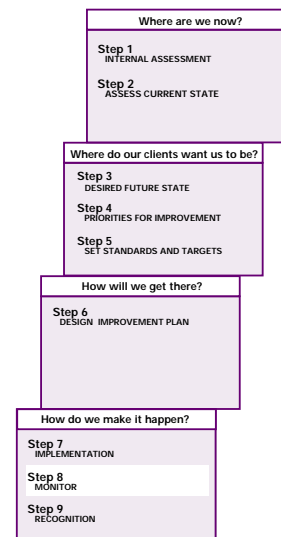 Where are we now?
Step 1
INTERNAL ASSESSMENT
Step 2
ASSESS CURRENT STATE
Where do our clients want us to be?
Step 3
DESIRED FUTURE STATE
Step 4
PRIORITIES FOR IMPROVEMENT
Step 5
SET STANDARDS AND TARGETS
How will we get there?
Step 6
DESIGN IMPROVEMENT PLAN
How do we make it happen?
Step 7
IMPLEMENTATION
Step 8
MONITOR
Step 9
RECOGNITION